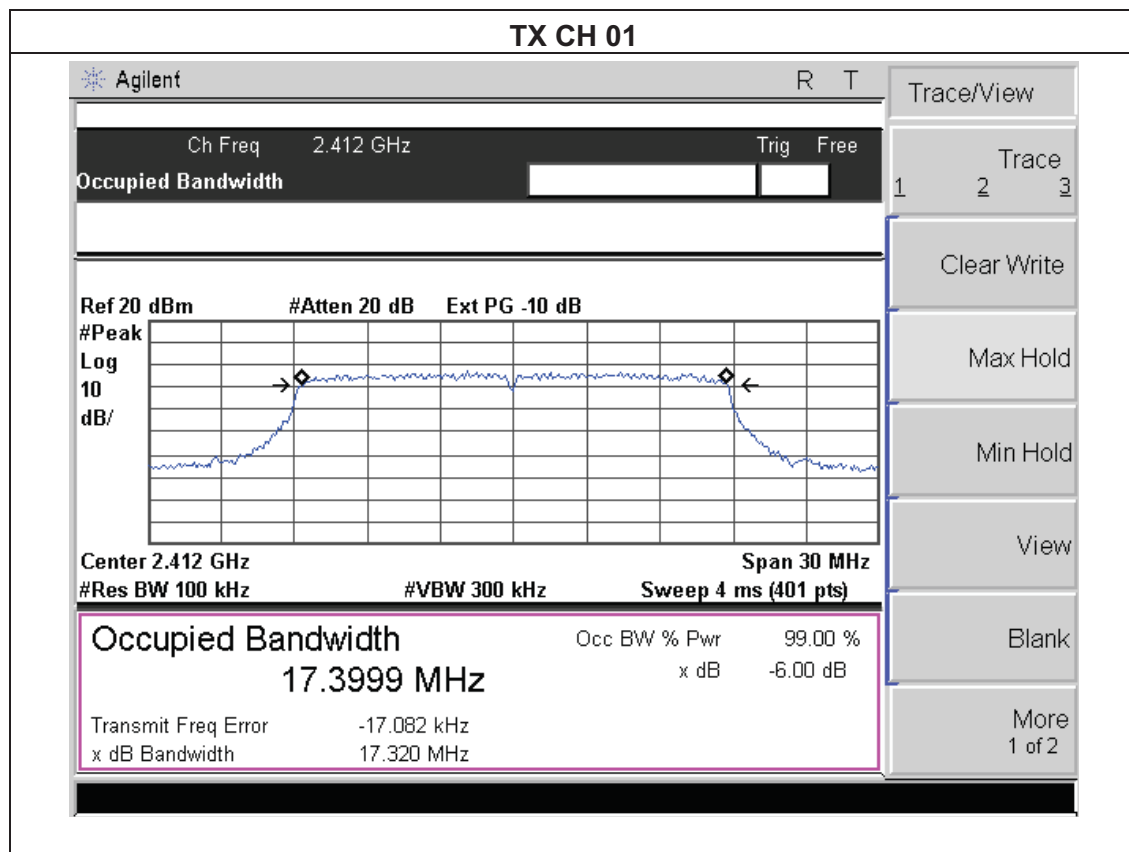 TX CH 01
Agilent R T
Trace/View
Ch Freq 2.412 GHz Trig Free
Occupied Bandwidth
Trace
1 2 3
Clear Write
Max Hold
Min Hold
View
Blank
More
1 of 2
Ref 20 dBm #Atten 20 dB Ext PG -10 dB
#Peak
Log
10
dB/
Center 2.412 GHz Span 30 MHz
#Res BW 100 kHz #VBW 300 kHz Sweep 4 ms (401 pts)
Occupied Bandwidth Occ BW % Pwr 99.00 %
17.3999 MHz x dB -6.00 dB
Transmit Freq Error -17.082 kHz
x dB Bandwidth 17.320 MHz